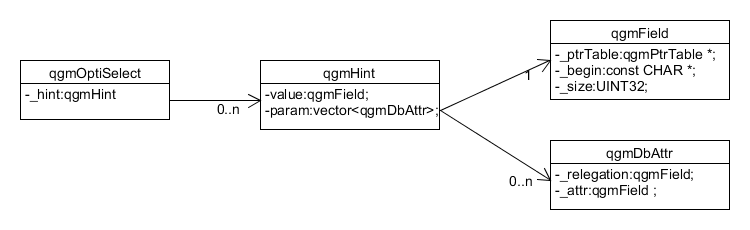 qgmOptiSelect
-_hint:qgmHint
0..n
qgmHint
-value:qgmField;
-param:vector<qgmDbAttr>;
1
0..n
qgmField
-_ptrTable:qgmPtrTable *;
-_begin:const CHAR *;
-_size:UINT32;
qgmDbAttr
-_relegation:qgmField;
-_attr:qgmField ;